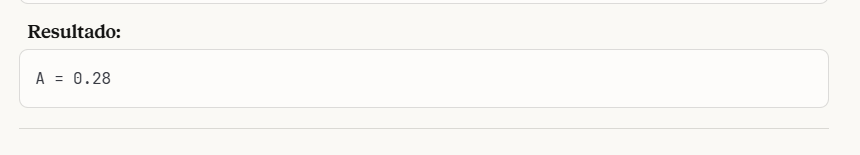 Resultado:
A = 0.28